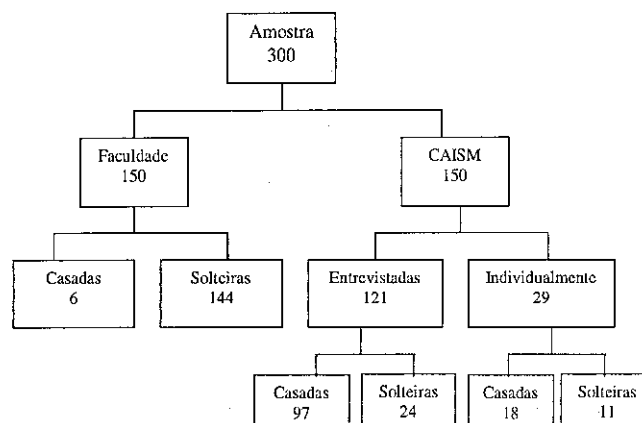 Amostra
300
Faculdade
150
CAISM
150
Casadas
6
Solteiras
144
Entrevistadas
121
Individualmente
29
Casadas
97
Solteiras
24
Casadas
18
Solteiras
11